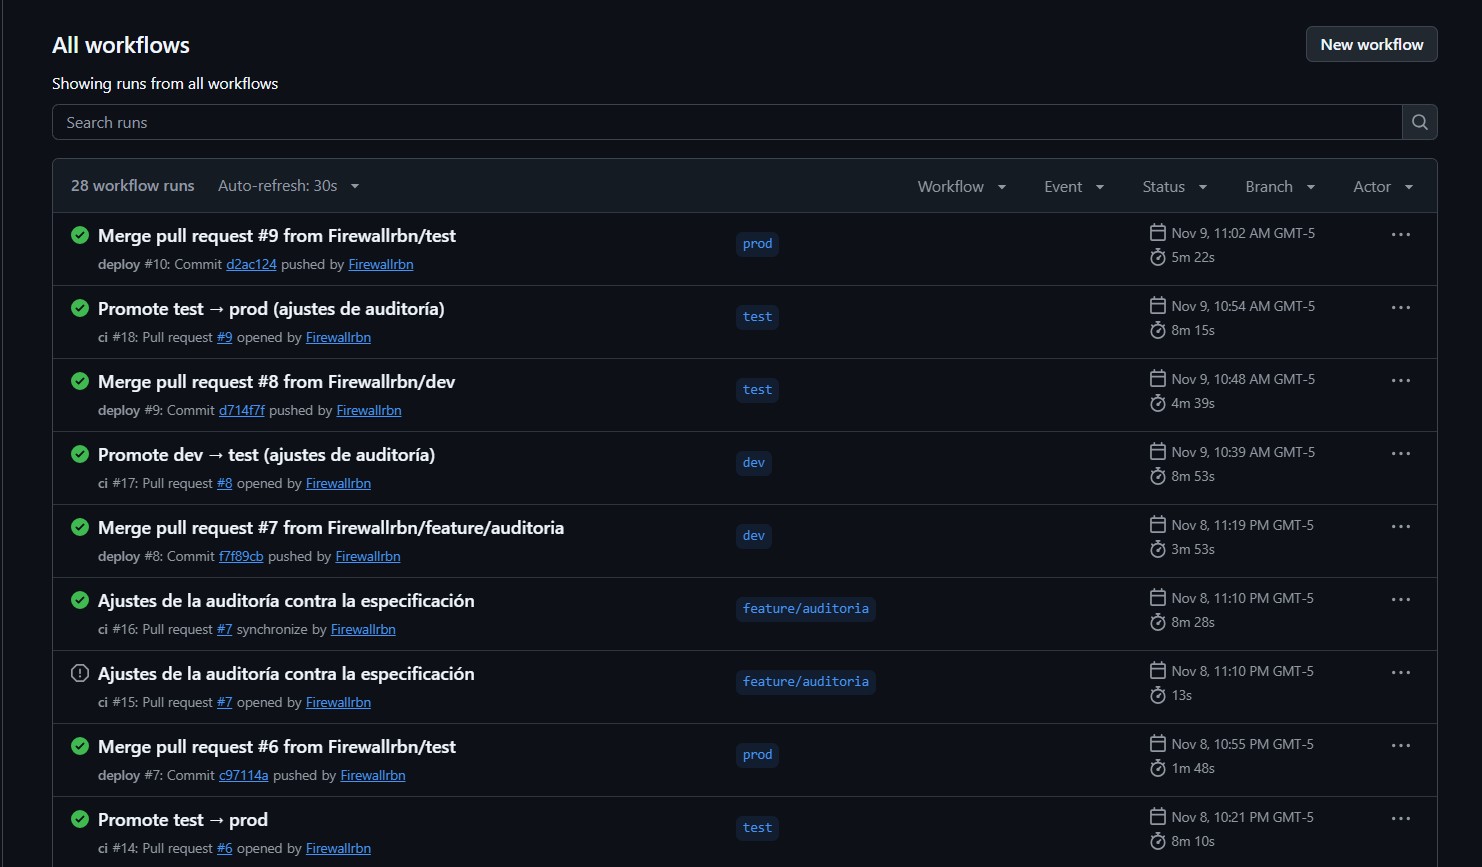 All workflows
New workflow
Showing runs from all workflows
Search runs
28 workflow runs Auto-refresh: 30s Workflow Event Status Branch Actor
Merge pull request #9 from Firewallrbn/test
deploy #10: Commit d2ac124 pushed by Firewallrbn
prod
Nov 9, 11:02 AM GMT-5
5m 22s
Promote test → prod (ajustes de auditoría)
ci #18: Pull request #9 opened by Firewallrbn
test
Nov 9, 10:54 AM GMT-5
8m 15s
Merge pull request #8 from Firewallrbn/dev
deploy #9: Commit d714f7f pushed by Firewallrbn
test
Nov 9, 10:48 AM GMT-5
4m 39s
Promote dev → test (ajustes de auditoría)
ci #17: Pull request #8 opened by Firewallrbn
dev
Nov 9, 10:39 AM GMT-5
8m 53s
Merge pull request #7 from Firewallrbn/feature/auditoria
deploy #8: Commit f7f89cb pushed by Firewallrbn
dev
Nov 8, 11:19 PM GMT-5
3m 53s
Ajustes de la auditoría contra la especificación
ci #16: Pull request #7 synchronize by Firewallrbn
feature/auditoria
Nov 8, 11:10 PM GMT-5
8m 28s
Ajustes de la auditoría contra la especificación
ci #15: Pull request #7 opened by Firewallrbn
feature/auditoria
Nov 8, 11:10 PM GMT-5
13s
Merge pull request #6 from Firewallrbn/test
deploy #7: Commit c97114a pushed by Firewallrbn
prod
Nov 8, 10:55 PM GMT-5
1m 48s
Promote test → prod
ci #14: Pull request #6 opened by Firewallrbn
test
Nov 8, 10:21 PM GMT-5
8m 10s